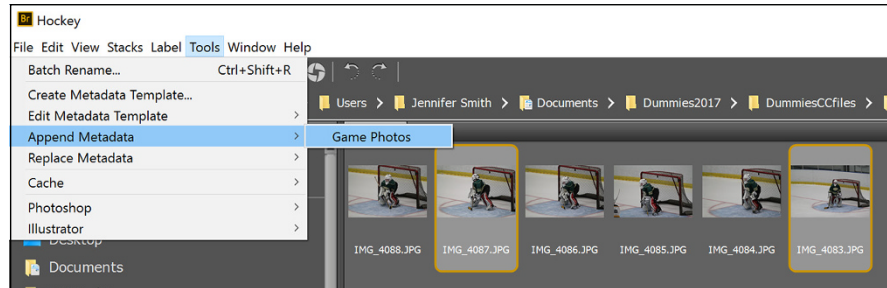 Br Hockey
File Edit View Stacks Label Tools Window Help
Batch Rename... Ctrl+Shift+R
Users > Jennifer Smith > Documents > Dummies2017 > DummiesCCfiles >
Create Metadata Template...
Edit Metadata Template >
Append Metadata > Game Photos
Replace Metadata >
Cache >
Photoshop >
Illustrator >
IMG_4088.JPG IMG_4087.JPG IMG_4086.JPG IMG_4085.JPG IMG_4084.JPG IMG_4083.JPG
Desktop
Documents